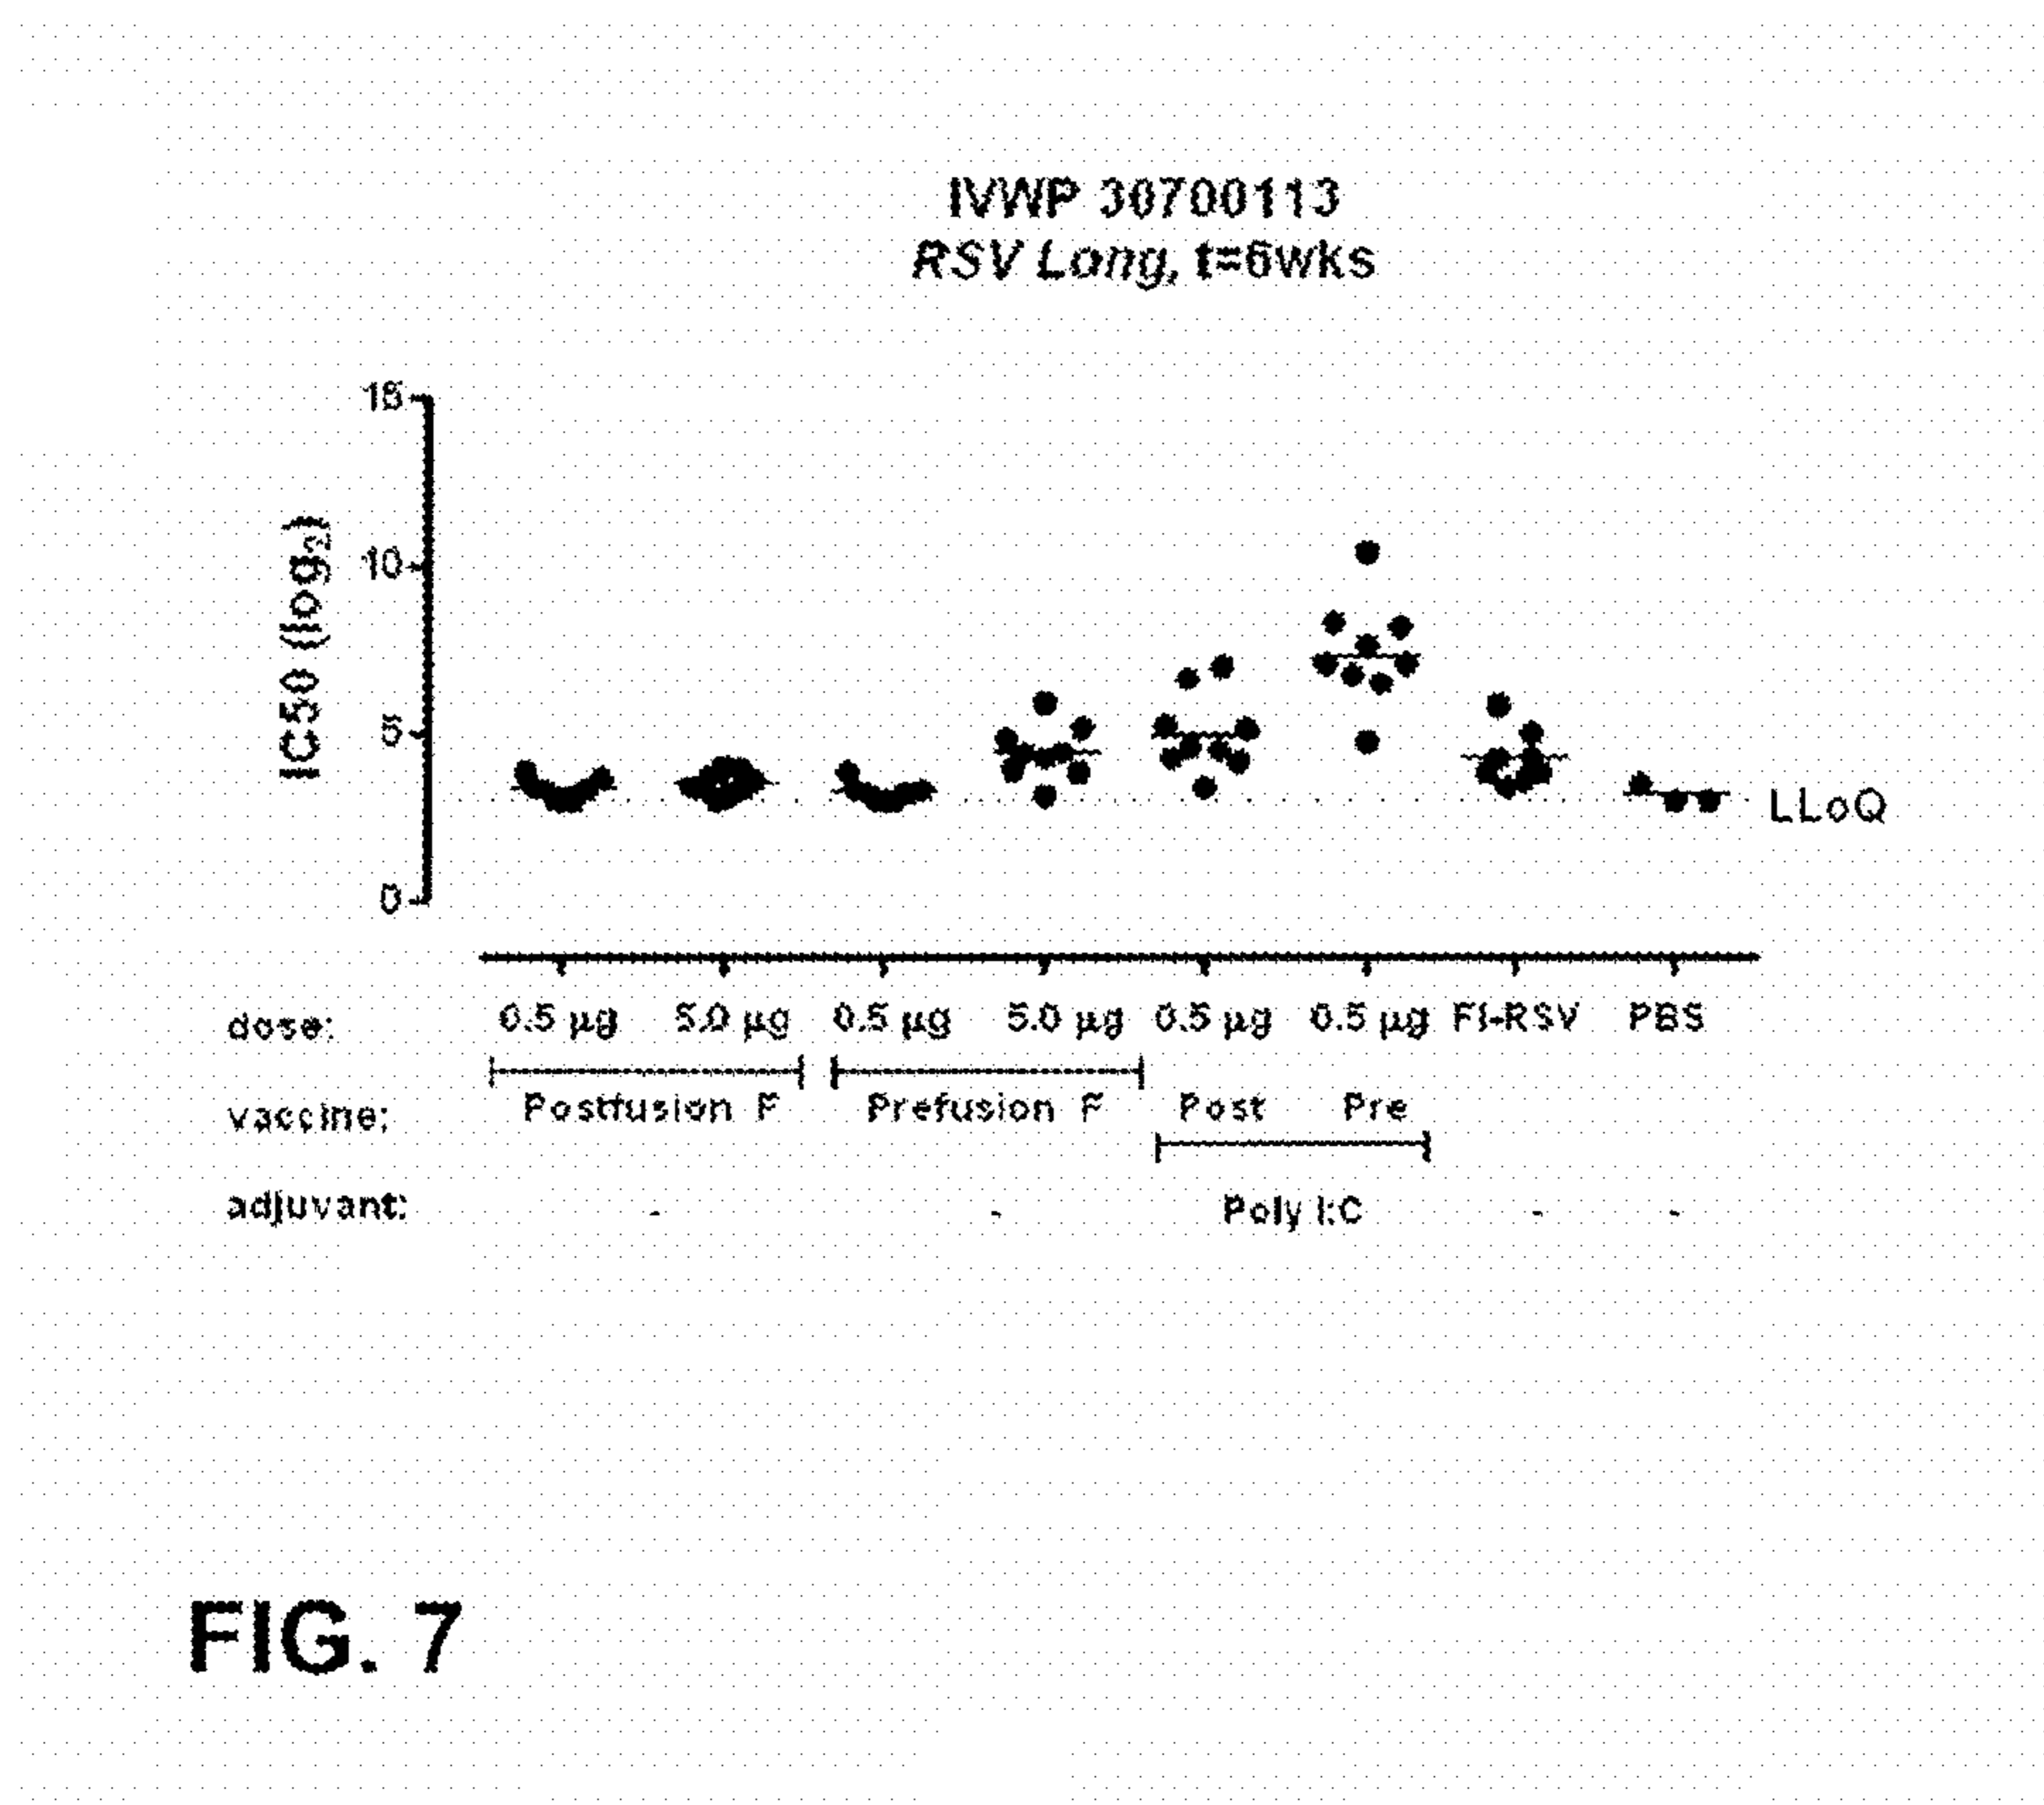 IVWP 30700113
RSV Long, t=6wks
IC50 (log₂)
15
10
5
0
LLoQ
dose: 0.5 µg 5.0 µg 0.5 µg 5.0 µg 0.5 µg 0.5 µg FI-RSV PBS
vaccine: Postfusion F Prefusion F Post Pre
adjuvant: - - Poly I:C - -
FIG. 7